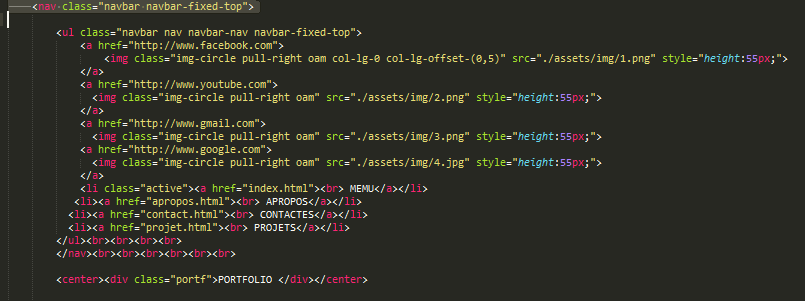 <nav class="navbar navbar-fixed-top">
<ul class="navbar nav navbar-nav navbar-fixed-top">
<a href="http://www.facebook.com">
<img class="img-circle pull-right oam col-lg-0 col-lg-offset-(0,5)" src="./assets/img/1.png" style="height:55px;">
</a>
<a href="http://www.youtube.com">
<img class="img-circle pull-right oam" src="./assets/img/2.png" style="height:55px;">
</a>
<a href="http://www.gmail.com">
<img class="img-circle pull-right oam" src="./assets/img/3.png" style="height:55px;">
<a href="http://www.google.com">
<img class="img-circle pull-right oam" src="./assets/img/4.jpg" style="height:55px;">
</a>
<li class="active"><a href="index.html"><br> MEMU</a></li>
<li><a href="apropos.html"><br> APROPOS</a></li>
<li><a href="contact.html"><br> CONTACTES</a></li>
<li><a href="projet.html"><br> PROJETS</a></li>
</ul><br><br><br><br>
</nav><br><br><br><br><br><br>
<center><div class="portf">PORTFOLIO </div></center>